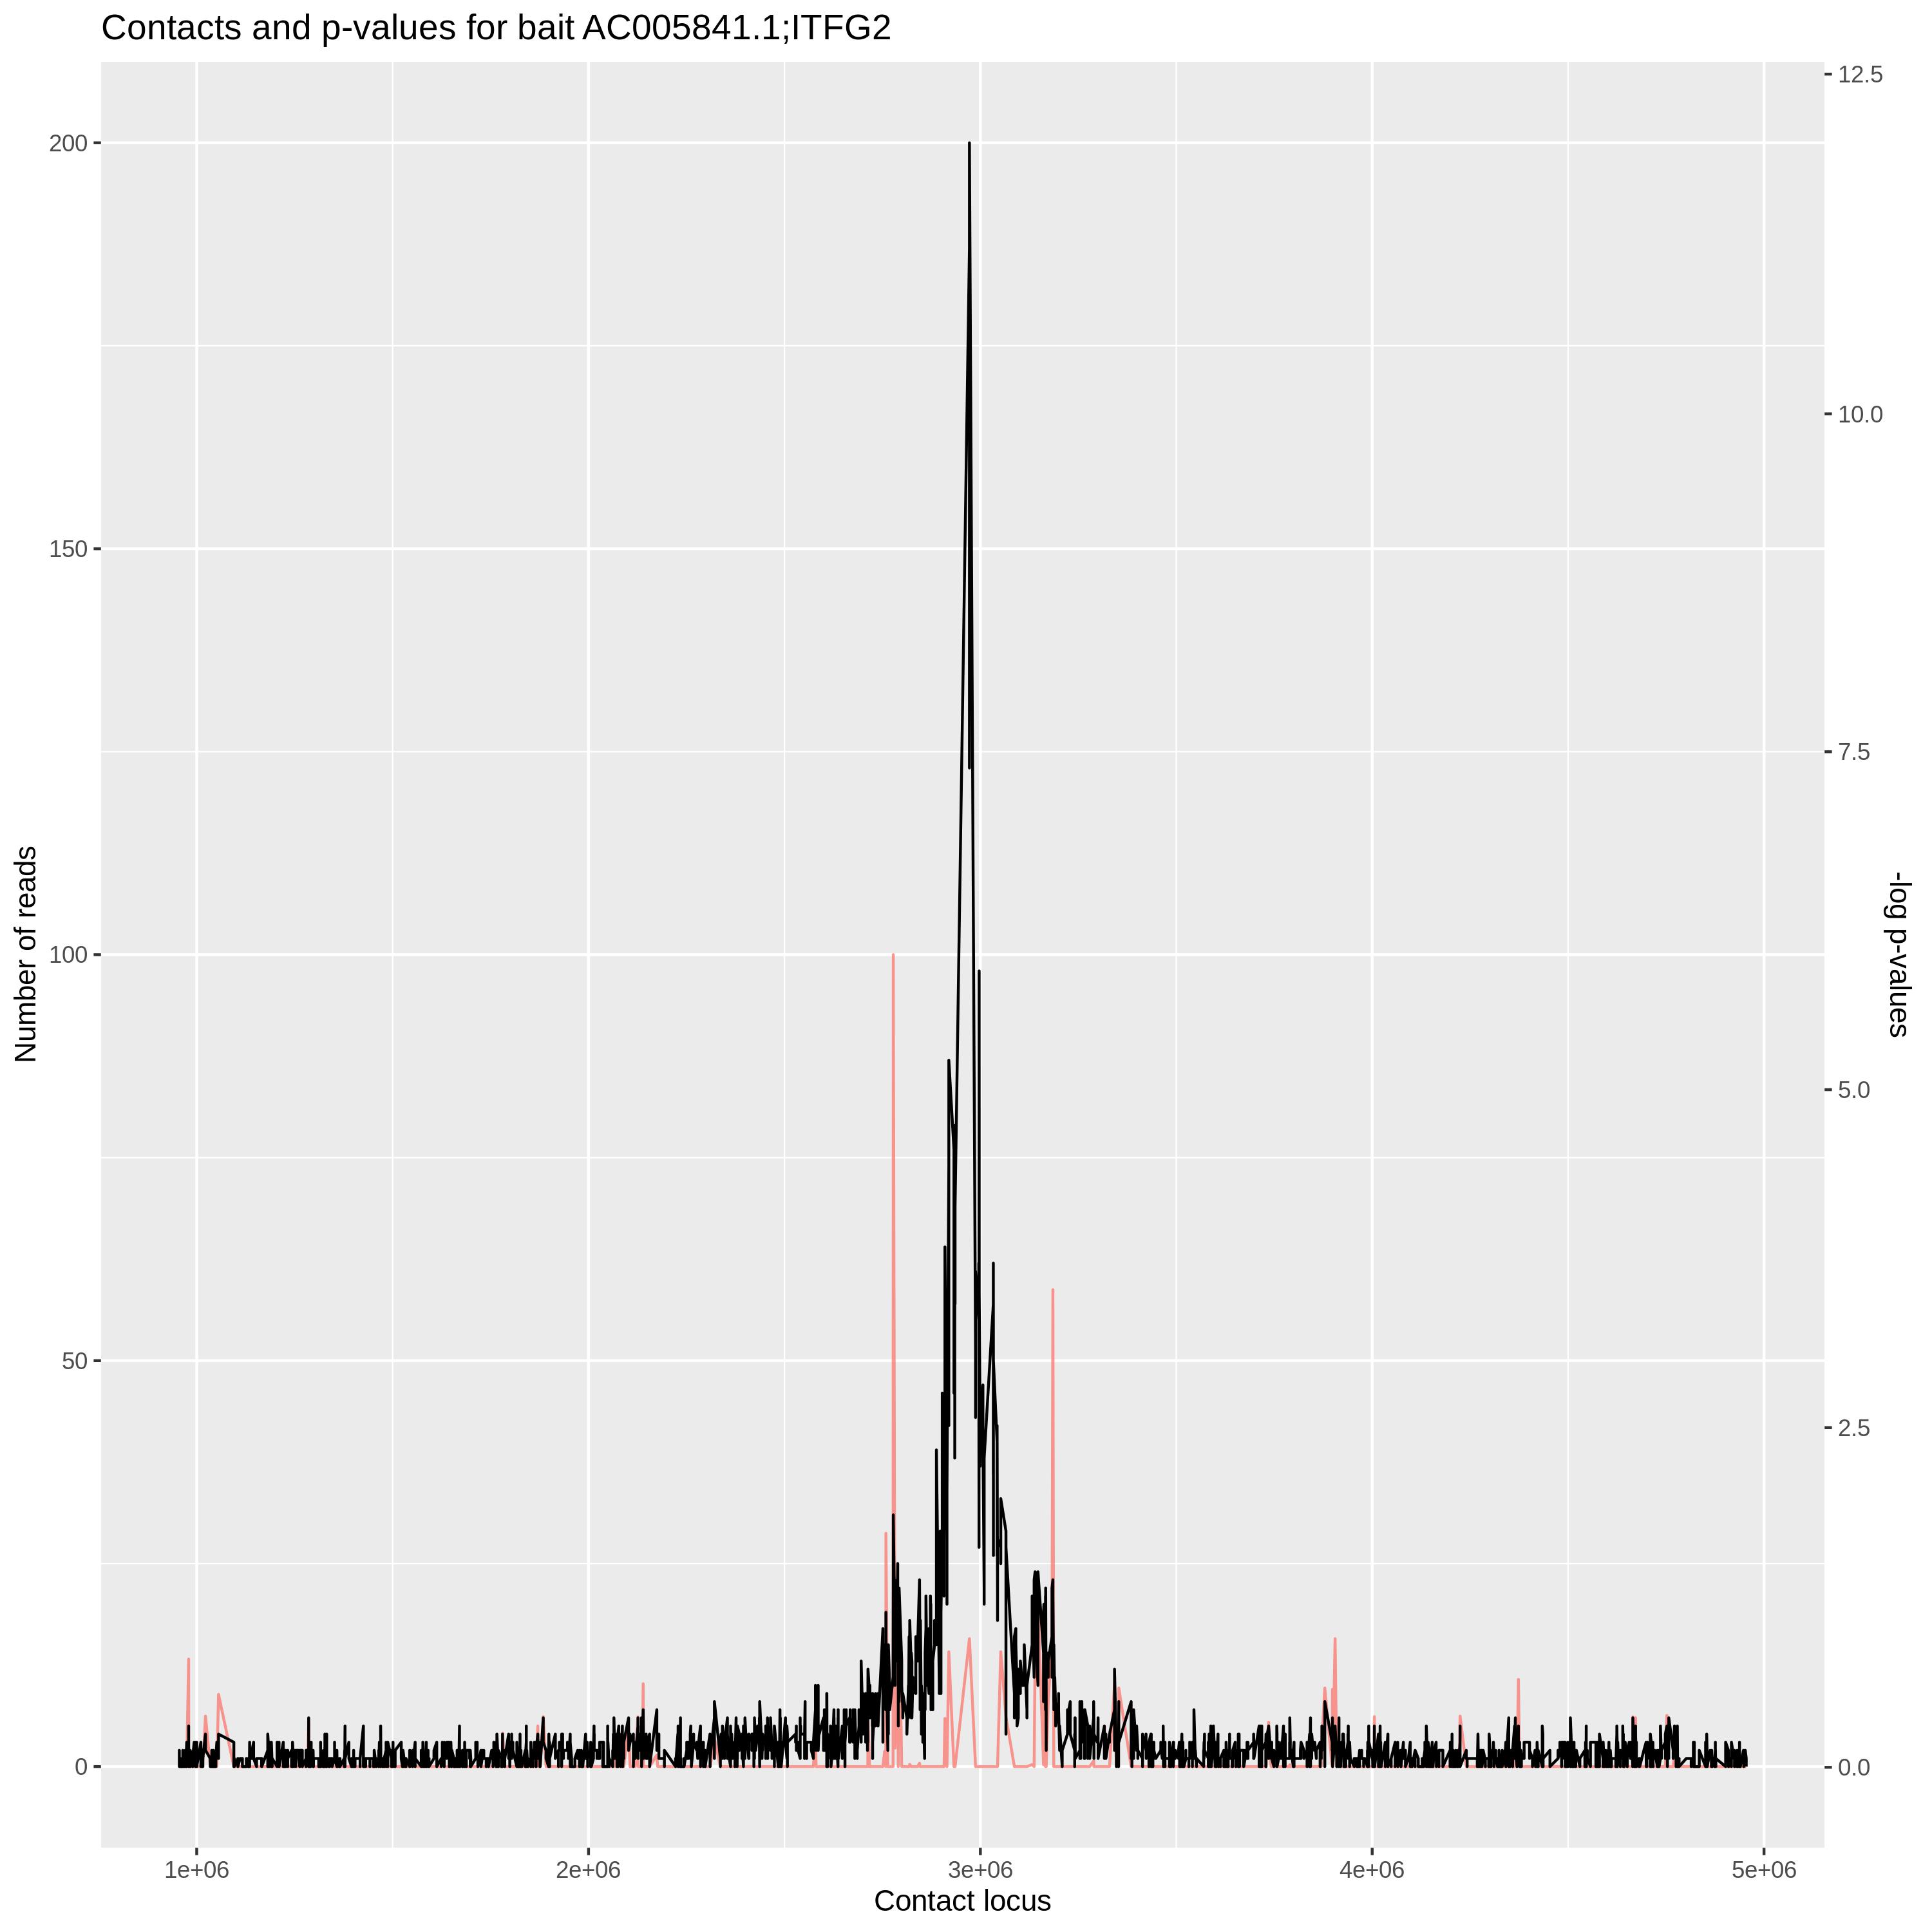 Contacts and p-values for bait AC005841.1;ITFG2
200
150
100
50
0
Number of reads
12.5
10.0
7.5
5.0
2.5
0.0
-log p-values
1e+06
2e+06
3e+06
4e+06
5e+06
Contact locus